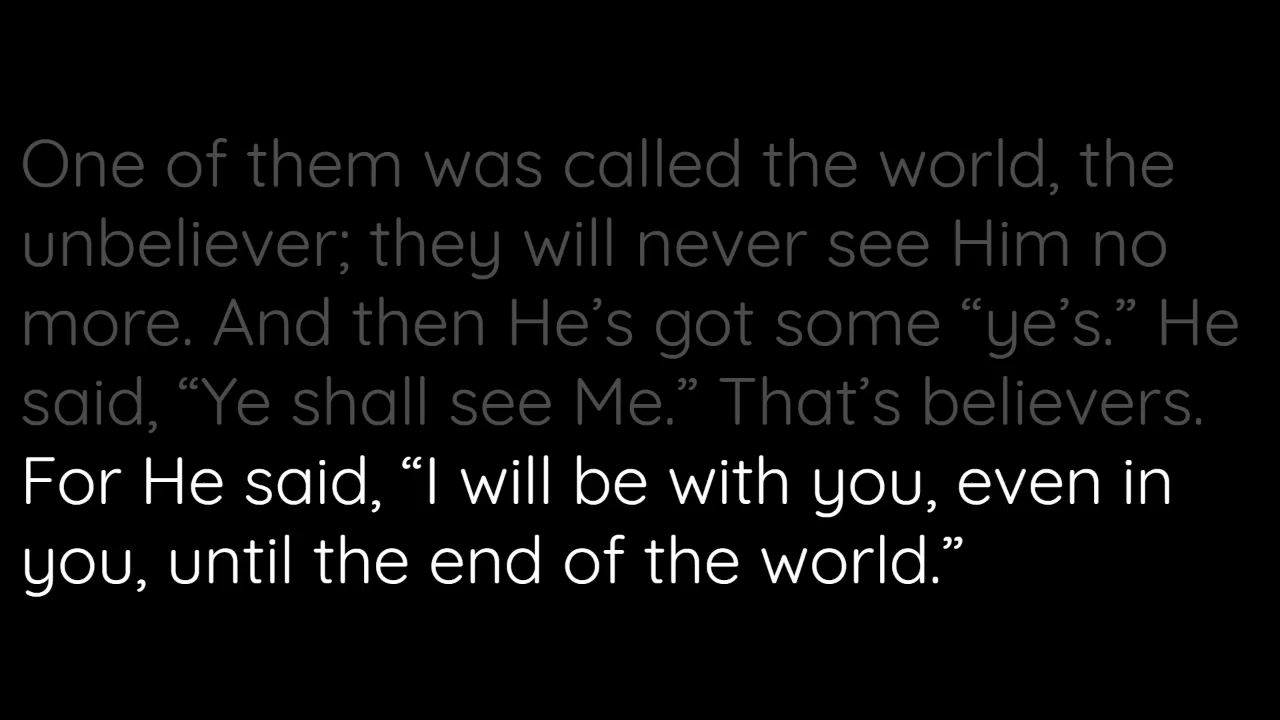 One of them was called the world, the
unbeliever; they will never see Him no
more. And then He’s got some “ye’s.” He
said, “Ye shall see Me.” That’s believers.
For He said, “I will be with you, even in
you, until the end of the world.”